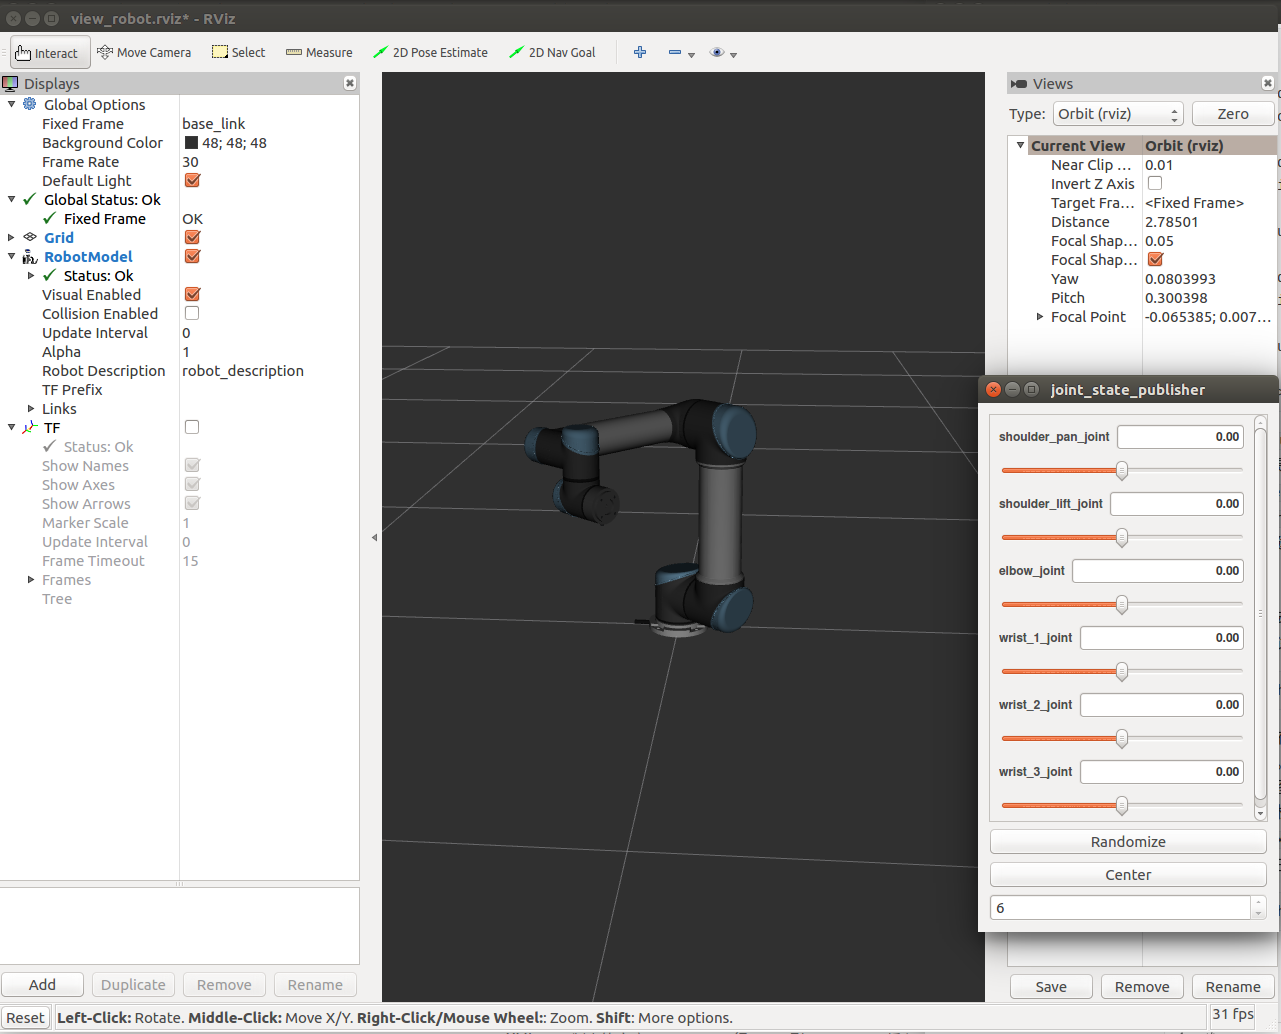 view_robot.rviz* - RViz
Interact Move Camera Select Measure 2D Pose Estimate 2D Nav Goal
Displays
Global Options
Fixed Frame base_link
Background Color 48; 48; 48
Frame Rate 30
Default Light
Global Status: Ok
Fixed Frame OK
Grid
RobotModel
Status: Ok
Visual Enabled
Collision Enabled
Update Interval 0
Alpha 1
Robot Description robot_description
TF Prefix
Links
TF
Status: Ok
Show Names
Show Axes
Show Arrows
Marker Scale 1
Update Interval 0
Frame Timeout 15
Frames
Tree
Add Duplicate Remove Rename
Views
Type: Orbit (rviz) Zero
Current View Orbit (rviz)
Near Clip ... 0.01
Invert Z Axis
Target Fra... <Fixed Frame>
Distance 2.78501
Focal Shap... 0.05
Focal Shap...
Yaw 0.0803993
Pitch 0.300398
Focal Point -0.065385; 0.007...
joint_state_publisher
shoulder_pan_joint 0.00
shoulder_lift_joint 0.00
elbow_joint 0.00
wrist_1_joint 0.00
wrist_2_joint 0.00
wrist_3_joint 0.00
Randomize
Center
6
Save Remove Rename
Reset Left-Click: Rotate. Middle-Click: Move X/Y. Right-Click/Mouse Wheel:: Zoom. Shift: More options. 31 fps